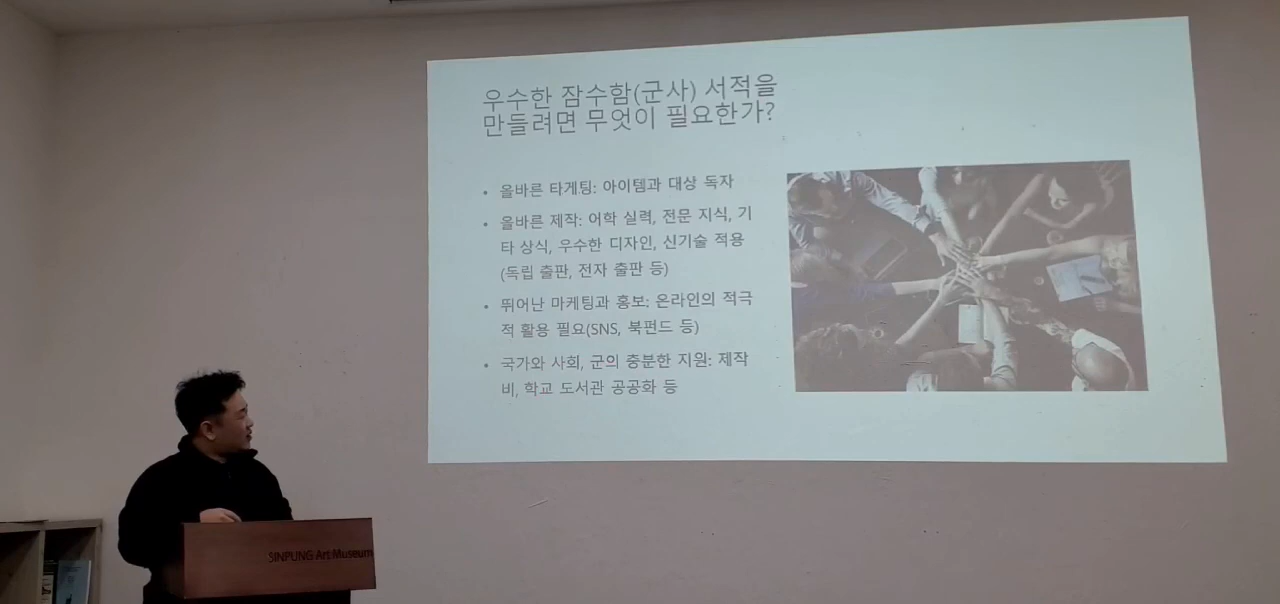 우수한 잠수함(군사) 서적을
만들려면 무엇이 필요한가?
• 올바른 타게팅: 아이템과 대상 독자
• 올바른 제작: 어학 실력, 전문 지식, 기
타 상식, 우수한 디자인, 신기술 적용
(독립 출판, 전자 출판 등)
• 뛰어난 마케팅과 홍보: 온라인의 적극
적 활용 필요(SNS, 북펀드 등)
• 국가와 사회, 군의 충분한 지원: 제작
비, 학교 도서관 공공화 등
SINPUNG Art Museum